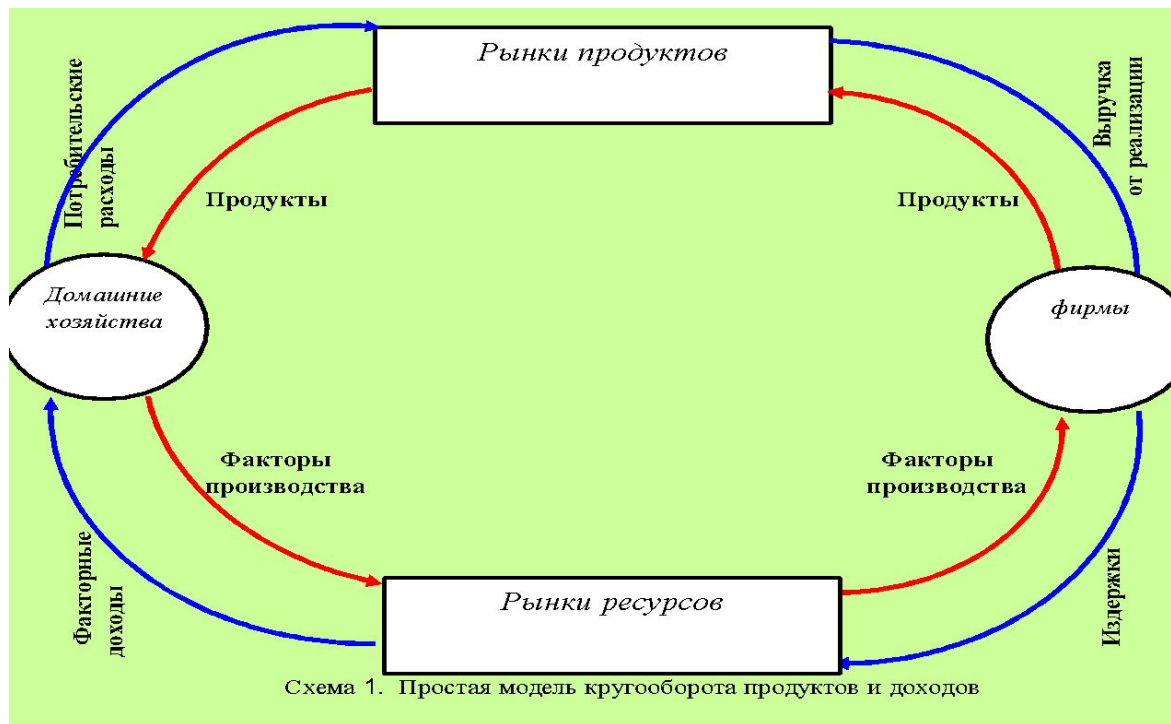 Рынки продуктов
Потребительские
расходы
Выручка
от реализации
Продукты
Продукты
Домашние
хозяйства
фирмы
Факторы
производства
Факторы
производства
Факторные
доходы
Издержки
Рынки ресурсов
Схема 1. Простая модель кругооборота продуктов и доходов